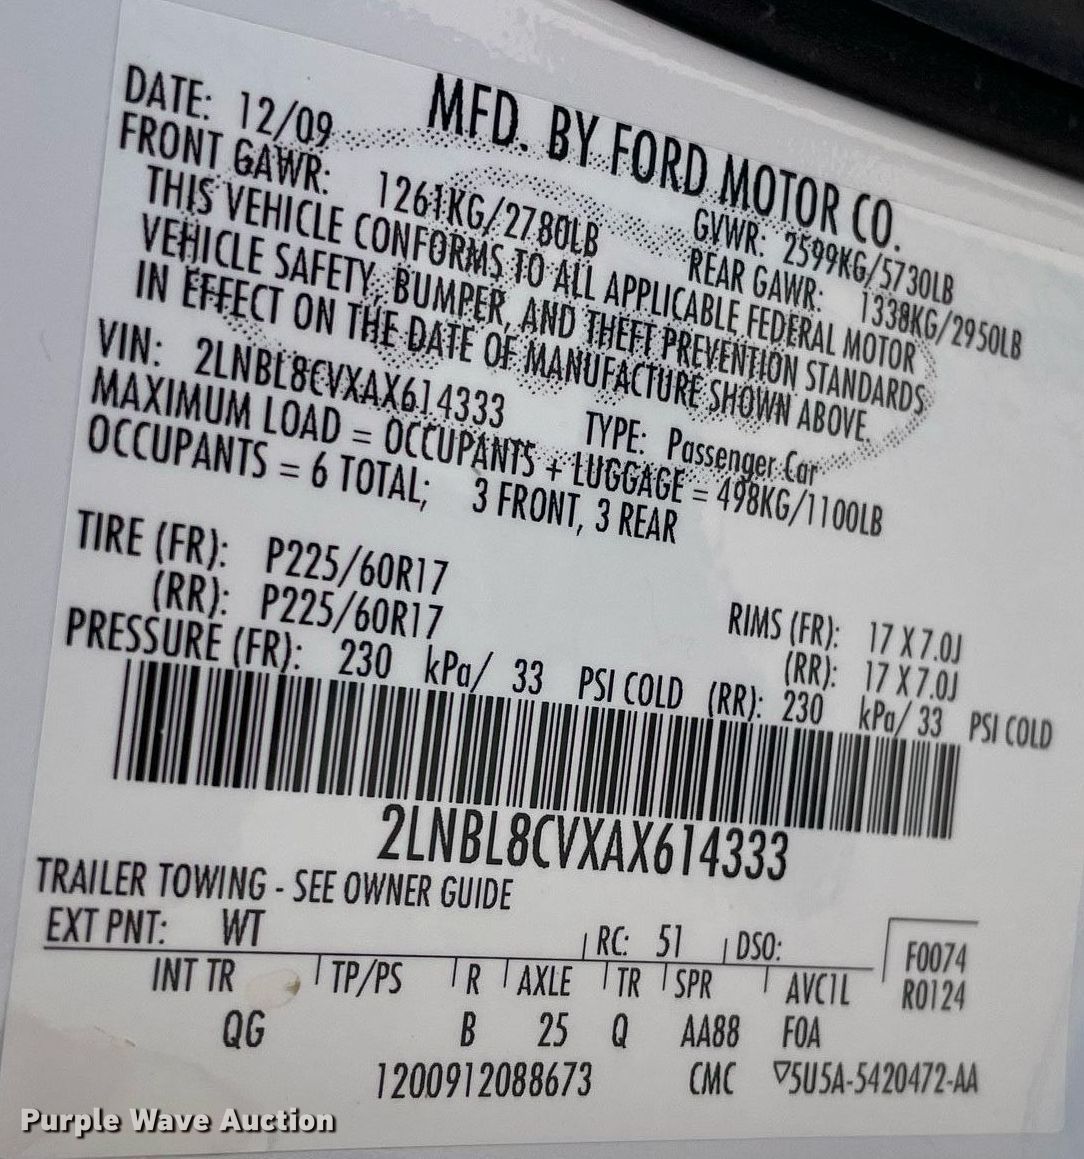 MFD. BY FORD MOTOR CO.
DATE: 12/09
GVWR: 2599KG/5730LB
FRONT GAWR: 1261KG/2780LB
REAR GAWR: 1338KG/2950LB
THIS VEHICLE CONFORMS TO ALL APPLICABLE FEDERAL MOTOR
VEHICLE SAFETY, BUMPER, AND THEFT PREVENTION STANDARDS
IN EFFECT ON THE DATE OF MANUFACTURE SHOWN ABOVE.
VIN: 2LNBL8CVXAX614333
TYPE: Passenger Car
MAXIMUM LOAD = OCCUPANTS + LUGGAGE = 498KG/1100LB
OCCUPANTS = 6 TOTAL; 3 FRONT, 3 REAR
TIRE (FR): P225/60R17
RIMS (FR): 17 X 7.0J
(RR): P225/60R17
(RR): 17 X 7.0J
PRESSURE (FR): 230 kPa/ 33 PSI COLD (RR): 230 kPa/ 33 PSI COLD
2LNBL8CVXAX614333
TRAILER TOWING - SEE OWNER GUIDE
EXT PNT: WT RC: 51 DSO:
F0074
R0124
INT TR TP/PS R AXLE TR SPR AVC1L
QG B 25 Q AA88 F0A
1200912088673 CMC ▽5U5A-5420472-AA
Purple Wave Auction